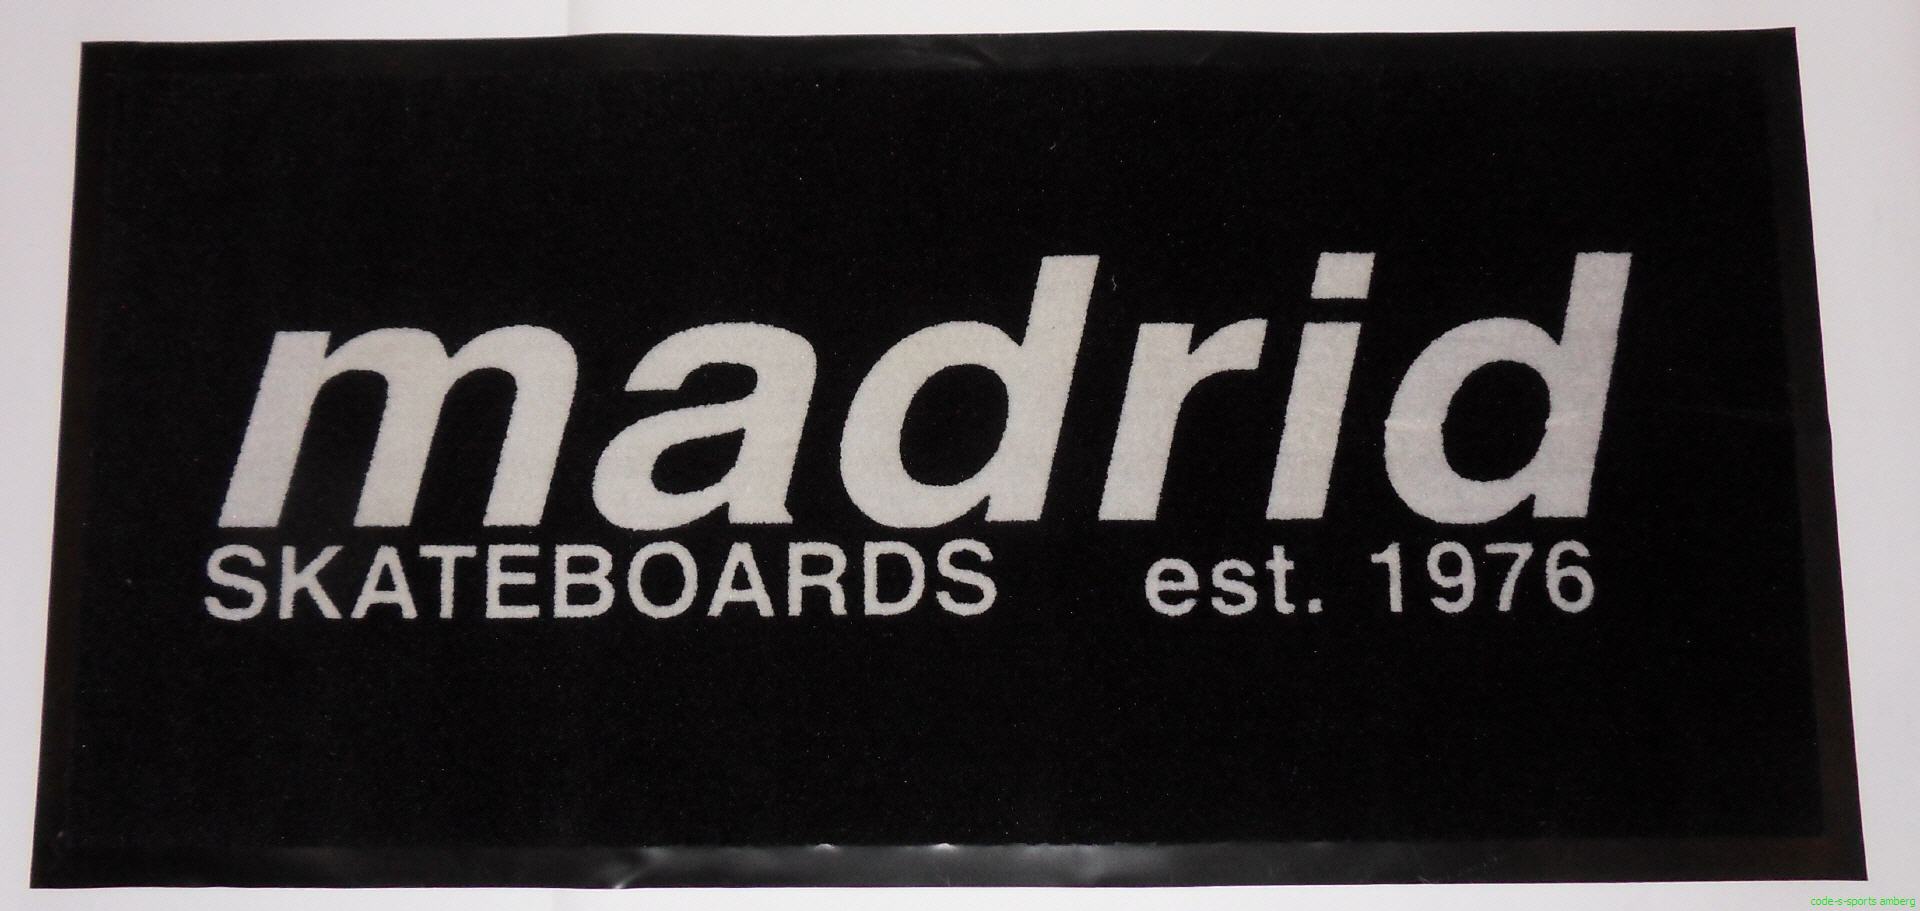 madrid
SKATEBOARDS est. 1976
code-s-sports amberg